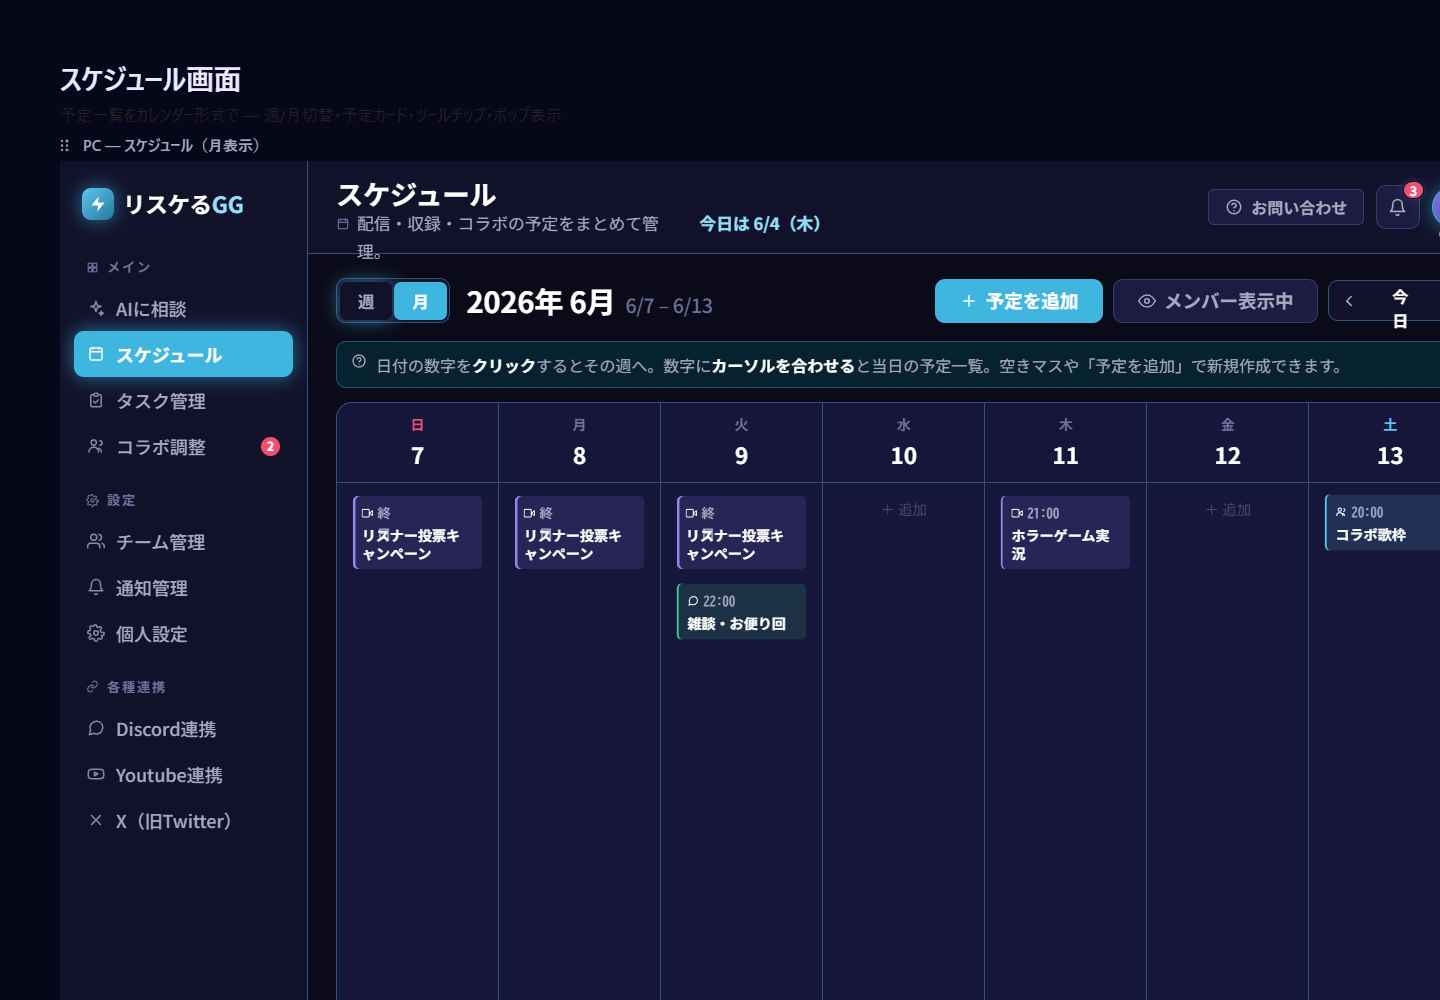 スケジュール画面
予定一覧をカレンダー形式で — 週/月切替・予定カード・ツールチップ・ポップ表示
PC — スケジュール（月表示）
リスケるGG
メイン
AIに相談
スケジュール
タスク管理
コラボ調整 2
設定
チーム管理
通知管理
個人設定
各種連携
Discord連携
Youtube連携
X（旧Twitter）
スケジュール
配信・収録・コラボの予定をまとめて管
理。
今日は 6/4（木）
お問い合わせ
3
週 月 2026年 6月 6/7 – 6/13
+ 予定を追加
メンバー表示中
今
日
日付の数字をクリックするとその週へ。数字にカーソルを合わせると当日の予定一覧。空きマスや「予定を追加」で新規作成できます。
日 月 火 水 木 金 土
7 8 9 10 11 12 13
終
リスナー投票キ
ャンペーン
終
リスナー投票キ
ャンペーン
終
リスナー投票キ
ャンペーン
22:00
雑談・お便り回
+ 追加
21:00
ホラーゲーム実
況
+ 追加
20:00
コラボ歌枠